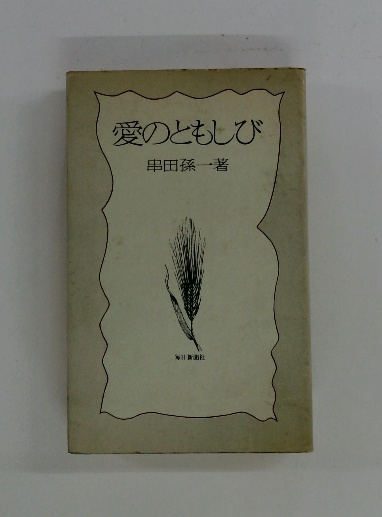 愛のともしび
串田孫一著
毎日新聞社